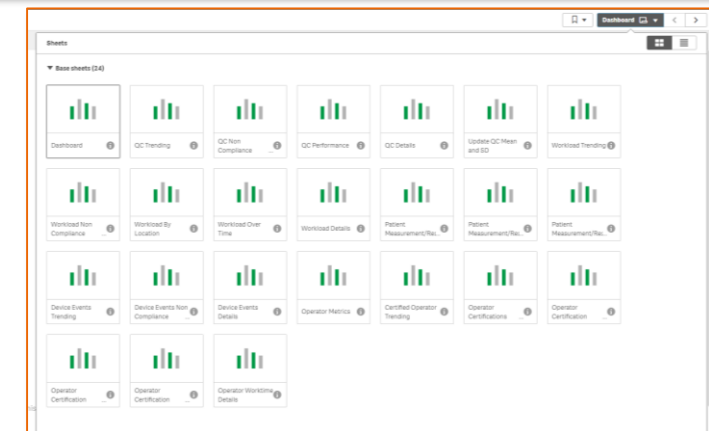 Dashboard
Sheets
Base sheets (24)
Dashboard
QC Trending
QC Non
Compliance ...
QC Performance
QC Details
Update QC Mean
and SD
Workload Trending
Workload Non
Compliance ...
Workload By
Location
Workload Over
Time
Workload Details
Patient
Measurement/Res...
Patient
Measurement/Res...
Patient
Measurement/Res...
Device Events
Trending
Device Events Non
Compliance ...
Device Events
Details
Operator Metrics
Certified Operator
Trending
Operator
Certifications ...
Operator
Certification ...
Operator
Certification ...
Operator
Certification ...
Operator Worktime
Details